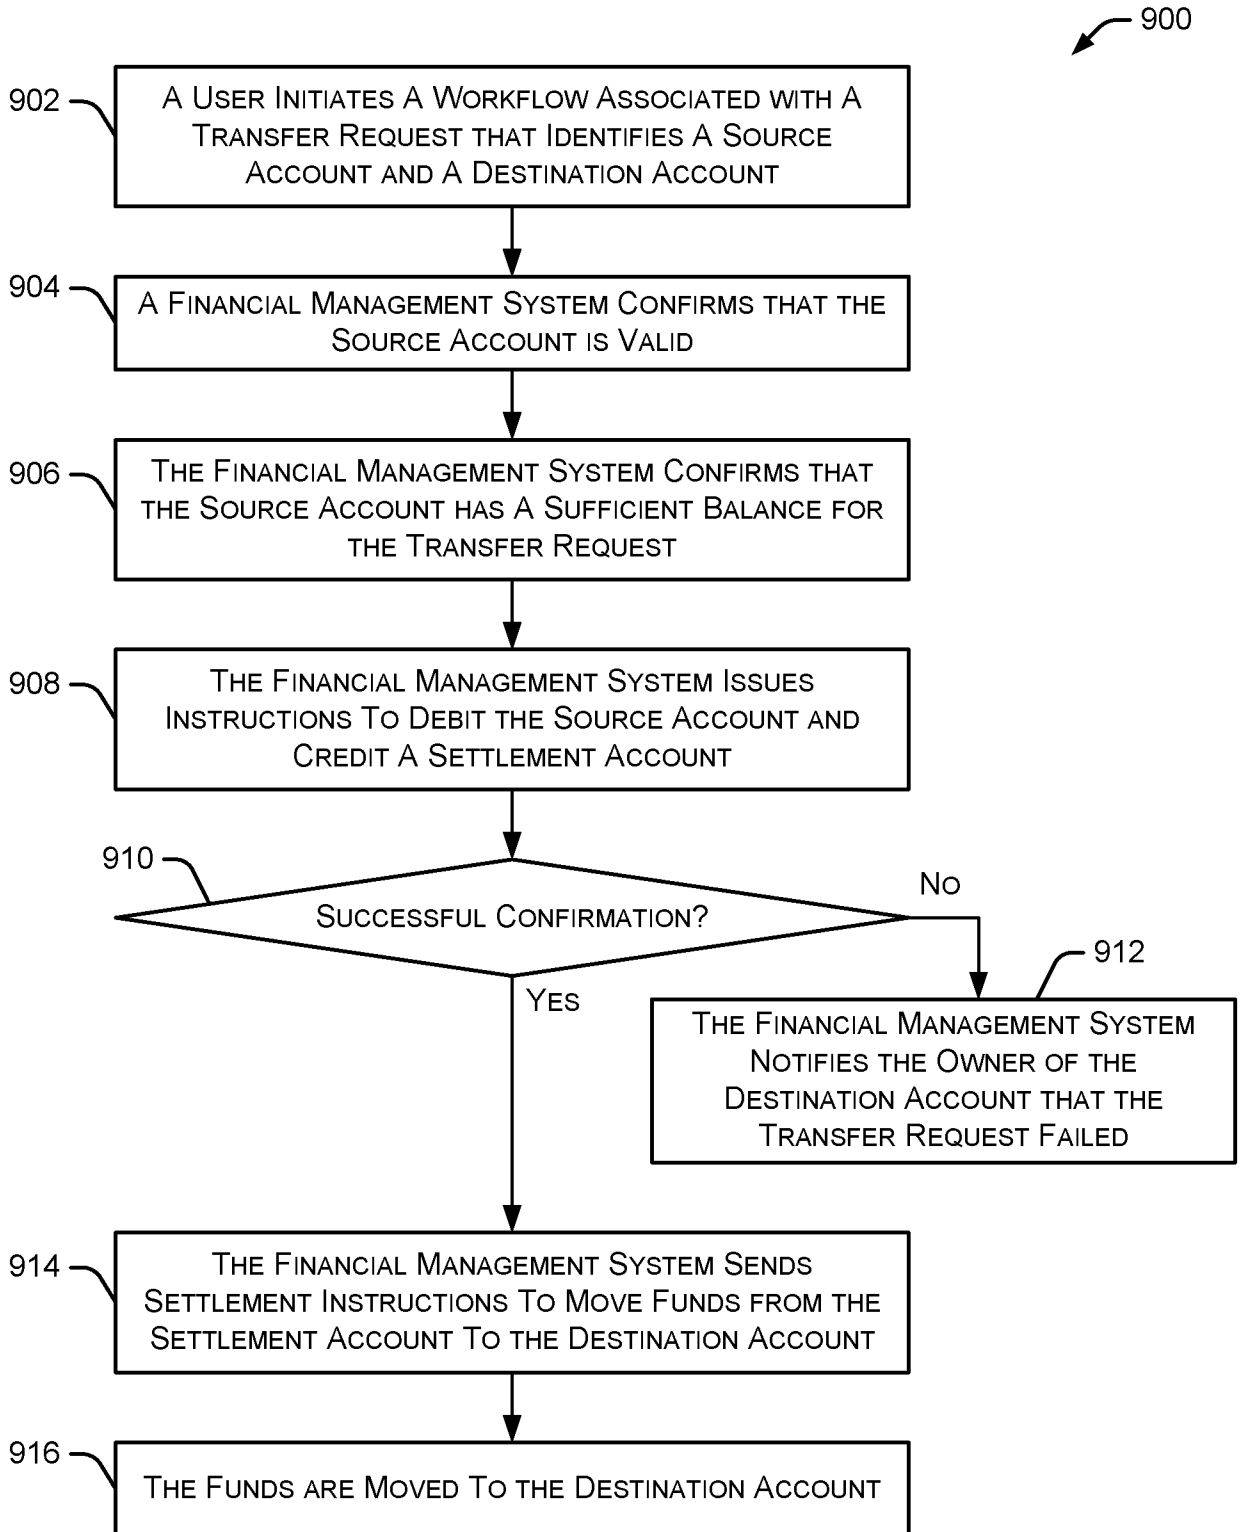 900
902
A User Initiates A Workflow Associated with A
Transfer Request that Identifies A Source
Account and A Destination Account
904
A Financial Management System Confirms that the
Source Account is Valid
906
The Financial Management System Confirms that
the Source Account has A Sufficient Balance for
the Transfer Request
908
The Financial Management System Issues
Instructions To Debit the Source Account and
Credit A Settlement Account
910
Successful Confirmation?
No
912
Yes
The Financial Management System
Notifies the Owner of the
Destination Account that the
Transfer Request Failed
914
The Financial Management System Sends
Settlement Instructions To Move Funds from the
Settlement Account To the Destination Account
916
The Funds are Moved To the Destination Account